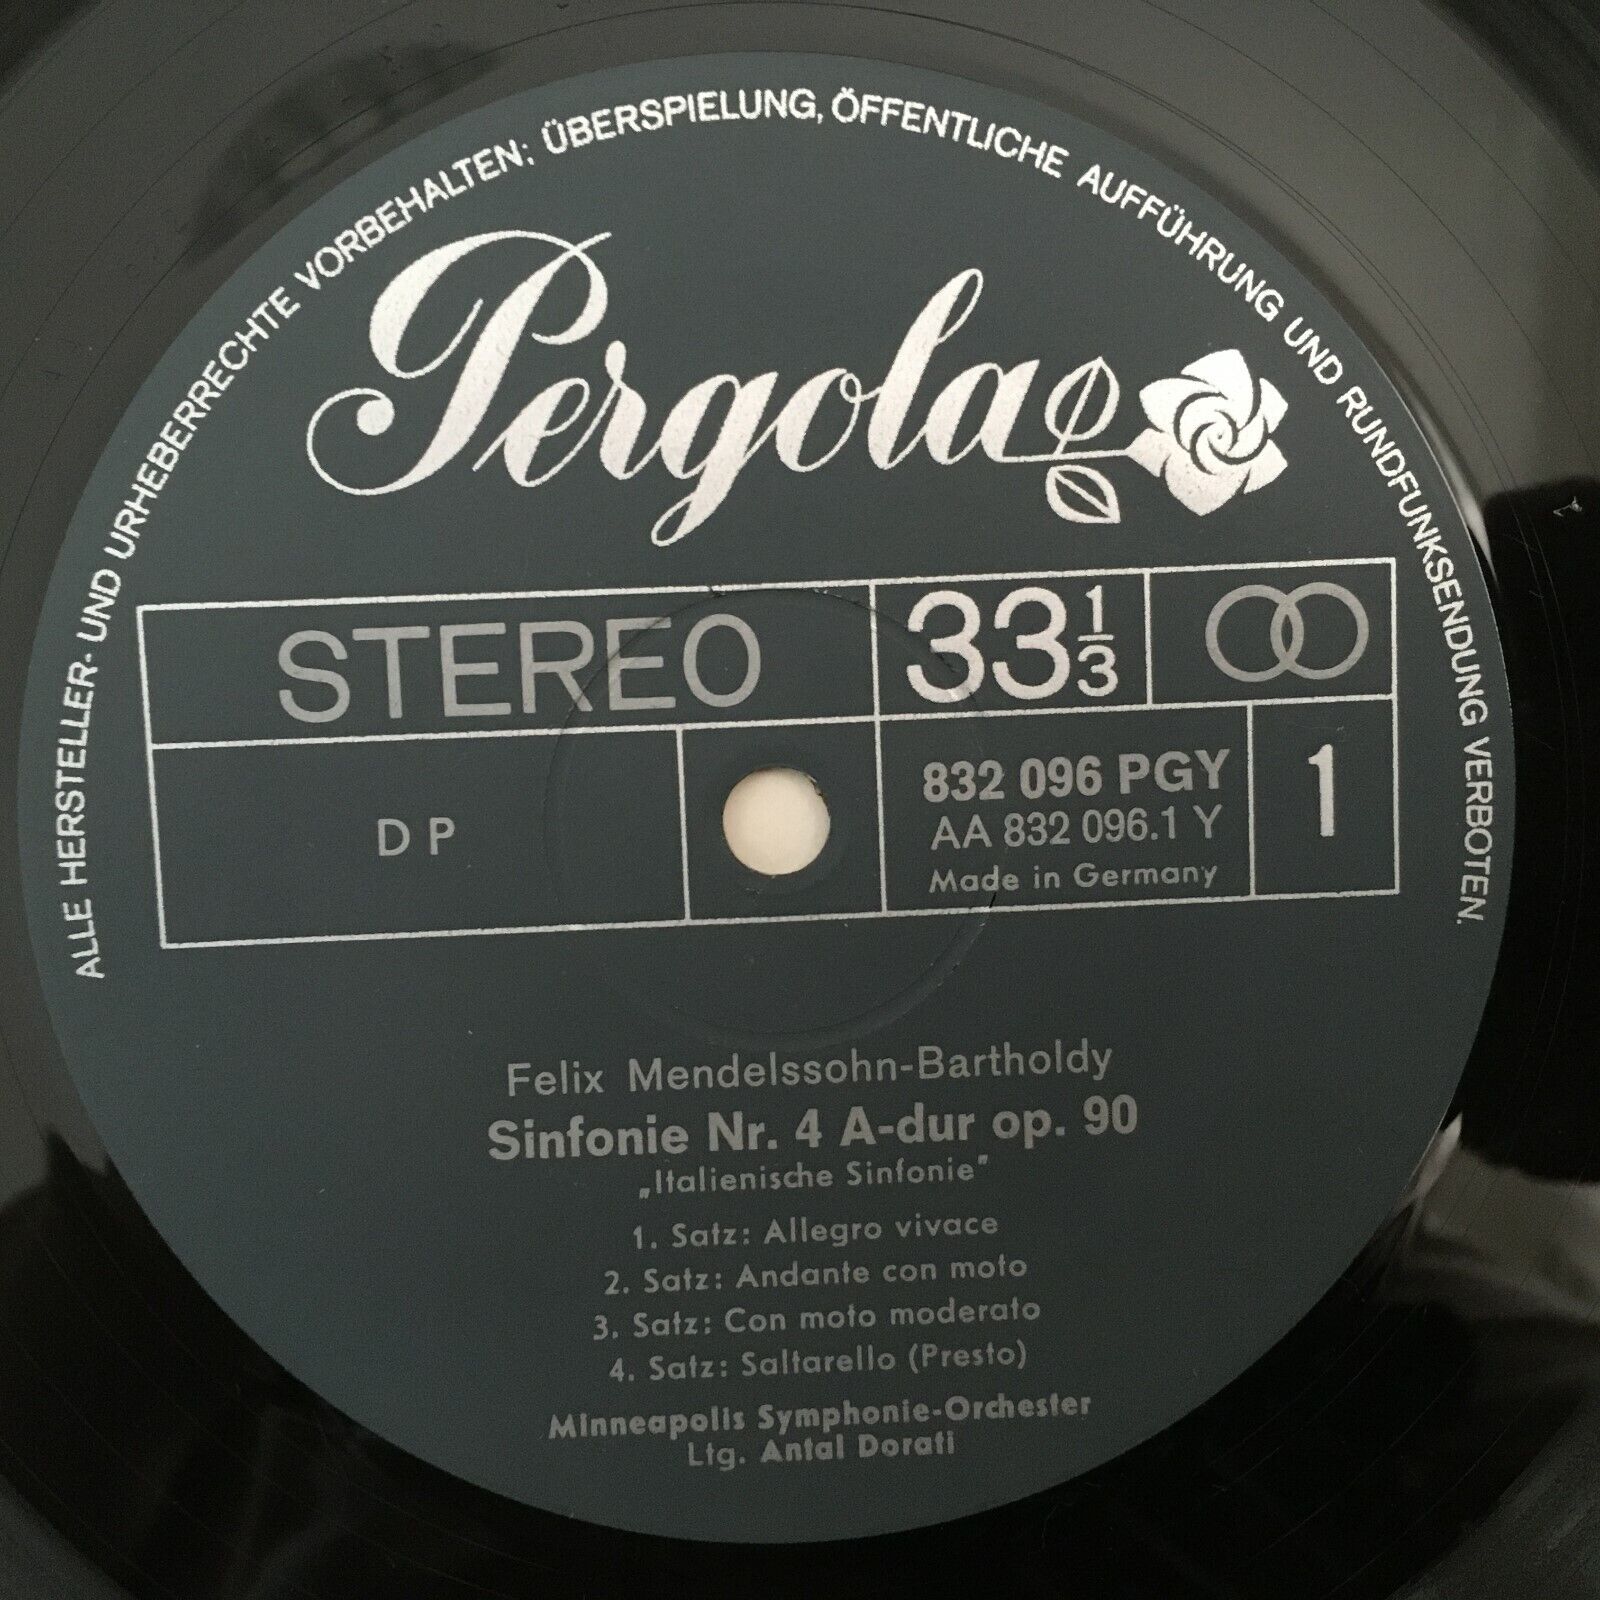 ALLE HERSTELLER- UND URHEBERRECHTE VORBEHALTEN; ÜBERSPIELUNG, ÖFFENTLICHE AUFFÜHRUNG UND RUNDFUNKSENDUNG VERBOTEN.
Pergola
STEREO
33 1/3
DP
832 096 PGY
AA 832 096.1 Y
Made in Germany
1
Felix Mendelssohn-Bartholdy
Sinfonie Nr. 4 A-dur op. 90
„Italienische Sinfonie"
1. Satz: Allegro vivace
2. Satz: Andante con moto
3. Satz: Con moto moderato
4. Satz: Saltarello (Presto)
Minneapolis Symphonie-Orchester
Ltg. Antal Dorati